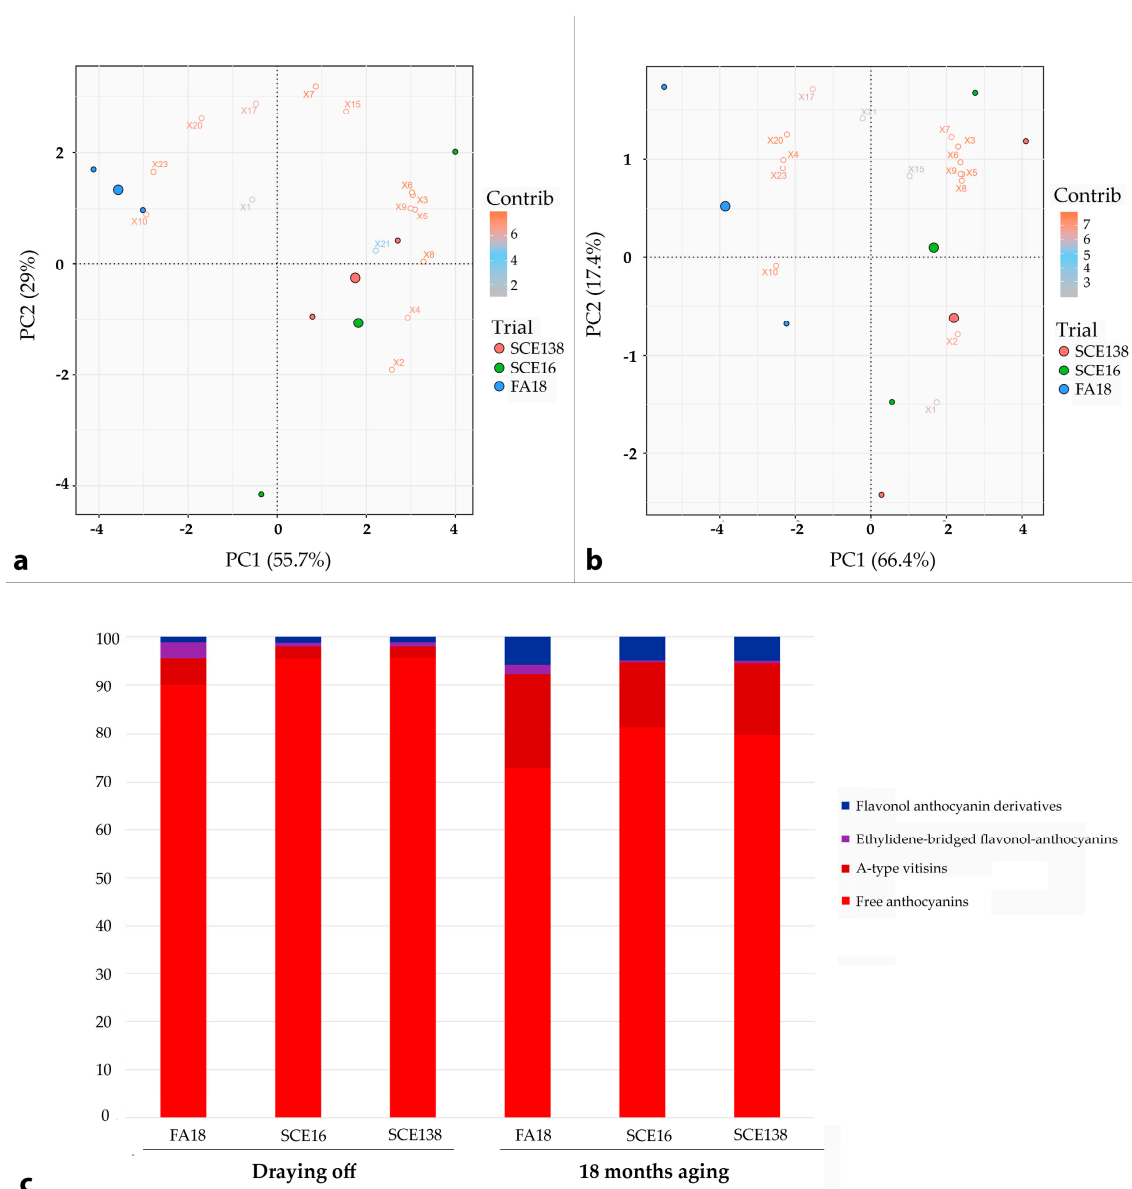 X7
X15
X17
X20
X23
X10
X1
X6
X3
X9
X5
X21
X8
X4
X2
2
0
-2
-4
-4
-2
0
2
4
PC2 (29%)
PC1 (55.7%)
Contrib
6
4
2
Trial
SCE138
SCE16
FA18
a
X17
X21
X20
X4
X23
X7
X3
X6
X15
X9
X5
X8
X10
X2
X1
1
0
-1
-2
-4
-2
0
2
4
PC2 (17.4%)
PC1 (66.4%)
Contrib
7
6
5
4
3
Trial
SCE138
SCE16
FA18
b
100
90
80
70
60
50
40
30
20
10
0
FA18 SCE16 SCE138 FA18 SCE16 SCE138
Draying off 18 months aging
Flavonol anthocyanin derivatives
Ethylidene-bridged flavonol-anthocyanins
A-type vitisins
Free anthocyanins
c